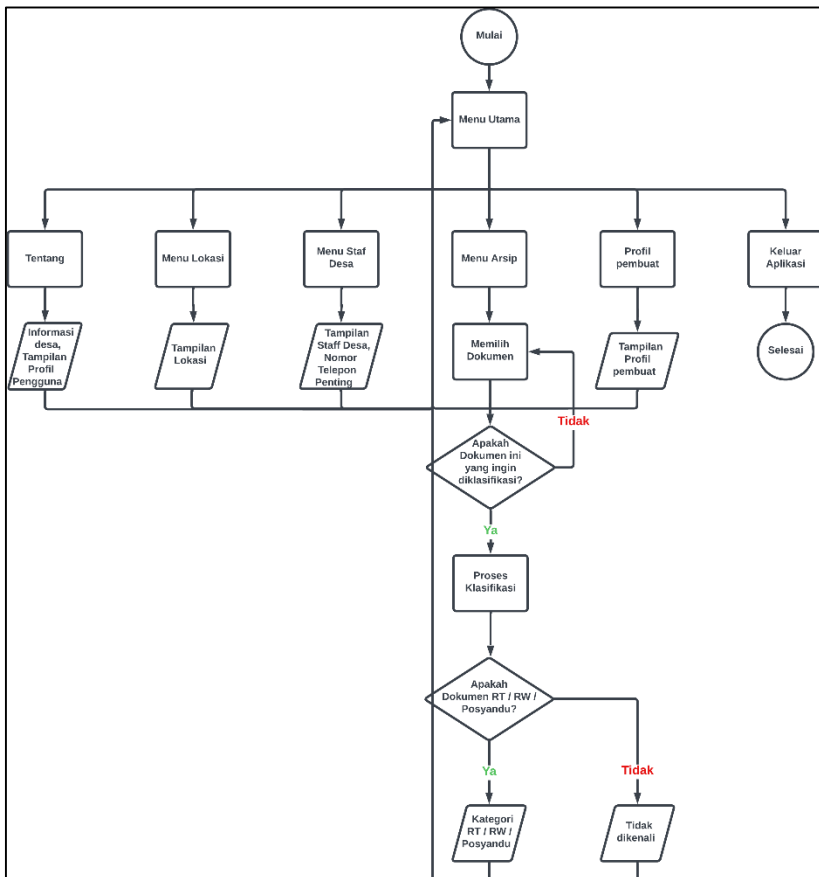 Mulai
Menu Utama
Tentang
Menu Lokasi
Menu Staf
Desa
Menu Arsip
Profil
pembuat
Keluar
Aplikasi
Informasi
desa,
Tampilan
Profil
Pengguna
Tampilan
Lokasi
Tampilan
Staff Desa,
Nomor
Telepon
Penting
Memilih
Dokumen
Tampilan
Profil
pembuat
Selesai
Tidak
Apakah
Dokumen ini
yang ingin
diklasifikasi?
Ya
Proses
Klasifikasi
Apakah
Dokumen RT / RW /
Posyandu?
Ya
Tidak
Kategori
RT / RW /
Posyandu
Tidak
dikenali